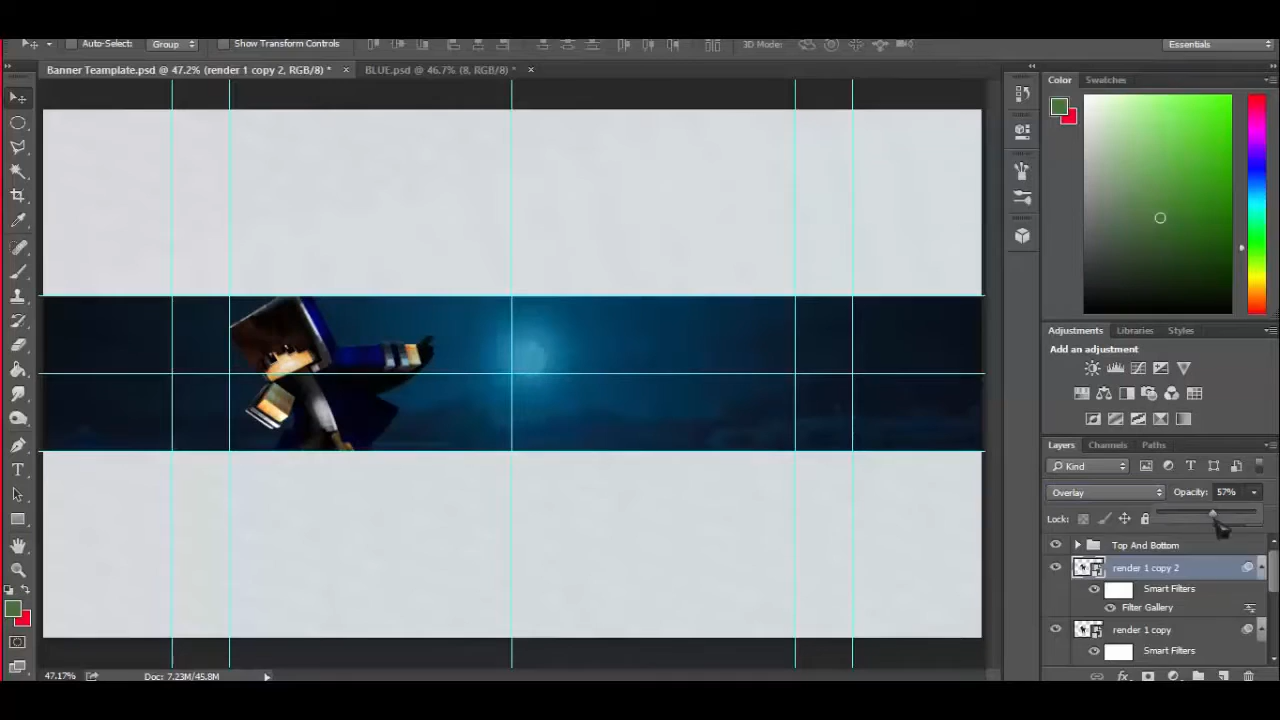 Auto-Select: Group Show Transform Controls 3D Mode: Essentials
Banner Teamplate.psd @ 47.2% (render 1 copy 2, RGB/8) * × BLUE.psd @ 46.7% (8, RGB/8) * ×
Color Swatches
Adjustments Libraries Styles
Add an adjustment
Layers Channels Paths
Kind
Overlay Opacity: 57%
Lock:
Top And Bottom
render 1 copy 2
Smart Filters
Filter Gallery
render 1 copy
Smart Filters
47.17% Doc: 7.23M/45.8M